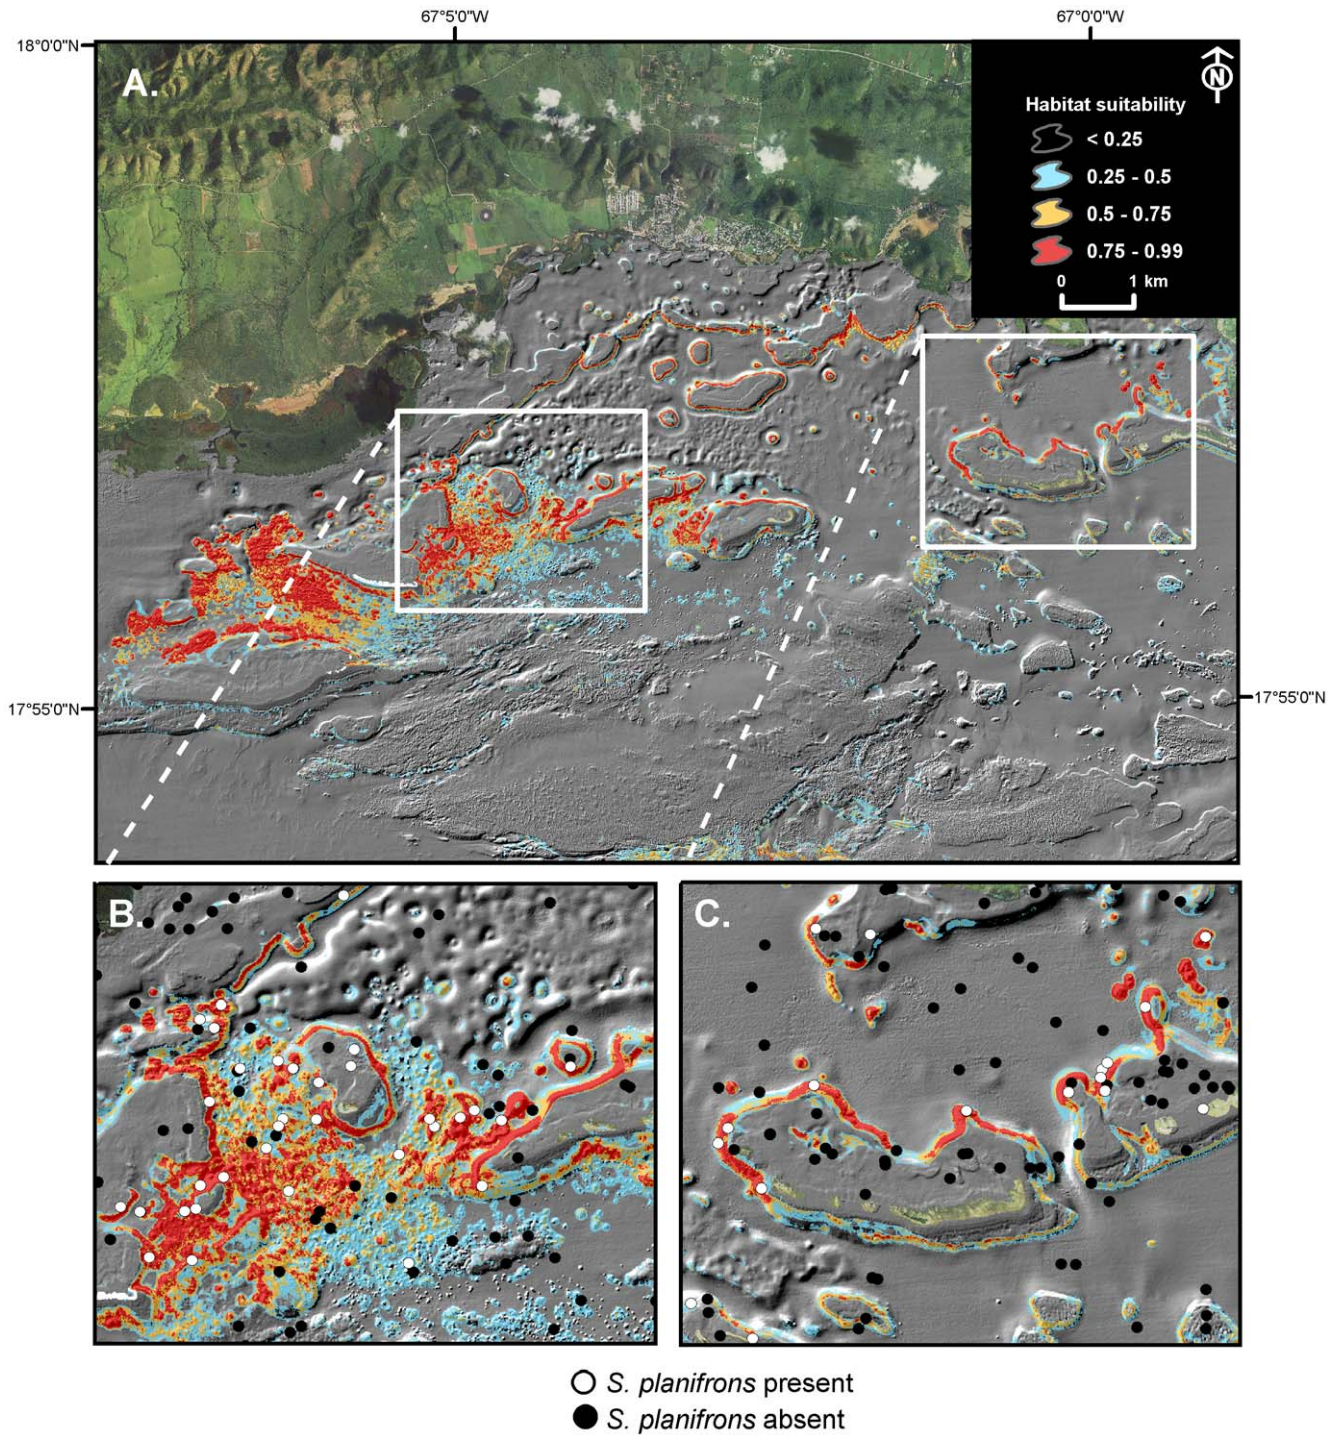 67°5'0"W
67°0'0"W
18°0'0"N
A.
N
Habitat suitability
< 0.25
0.25 - 0.5
0.5 - 0.75
0.75 - 0.99
0 1 km
17°55'0"N
17°55'0"N
B.
C.
S. planifrons present
S. planifrons absent